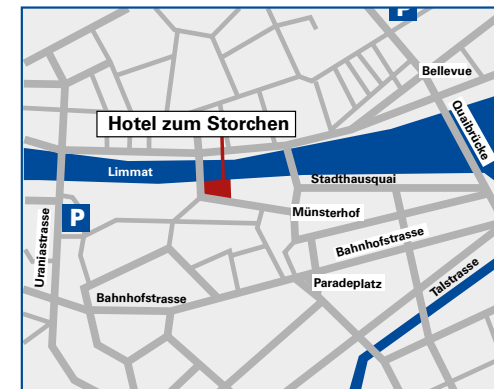 P
Bellevue
Quaibrücke
Hotel zum Storchen
Limmat
Stadthausquai
P
Münsterhof
Uraniastrasse
Bahnhofstrasse
Talstrasse
Paradeplatz
Bahnhofstrasse